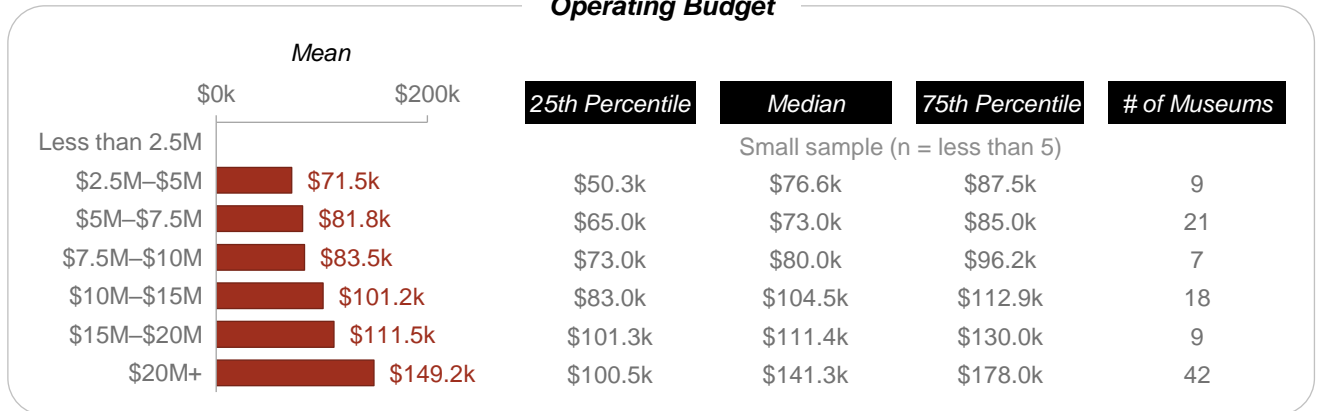 Operating Budget
Mean
$0k $200k 25th Percentile Median 75th Percentile # of Museums
Less than 2.5M Small sample (n = less than 5)
$2.5M–$5M $71.5k $50.3k $76.6k $87.5k 9
$5M–$7.5M $81.8k $65.0k $73.0k $85.0k 21
$7.5M–$10M $83.5k $73.0k $80.0k $96.2k 7
$10M–$15M $101.2k $83.0k $104.5k $112.9k 18
$15M–$20M $111.5k $101.3k $111.4k $130.0k 9
$20M+ $149.2k $100.5k $141.3k $178.0k 42